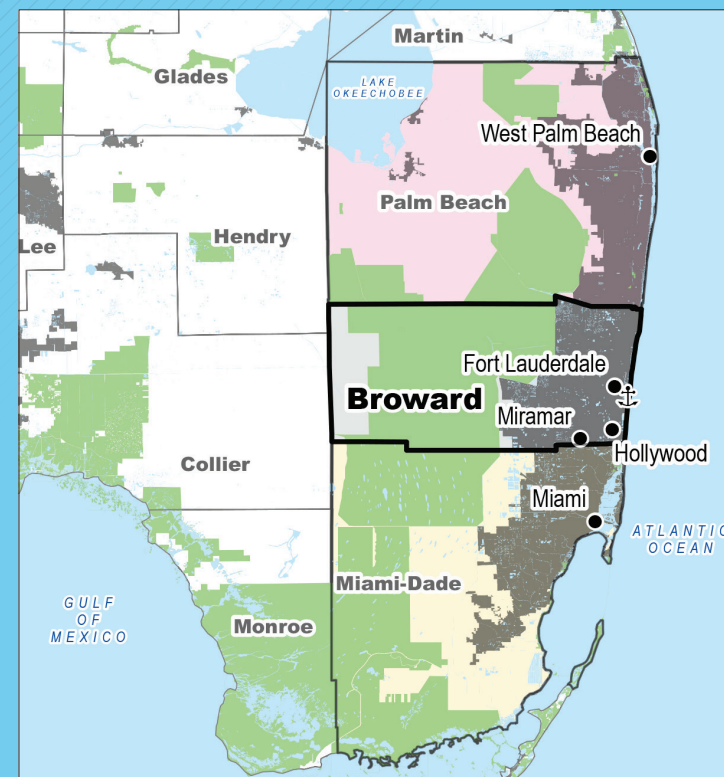 Martin
Glades
LAKE
OKEECHOBEE
West Palm Beach
Palm Beach
Hendry
Lee
Fort Lauderdale
Broward
Miramar
Hollywood
Collier
Miami
ATLANTIC
OCEAN
Miami-Dade
GULF
OF
MEXICO
Monroe